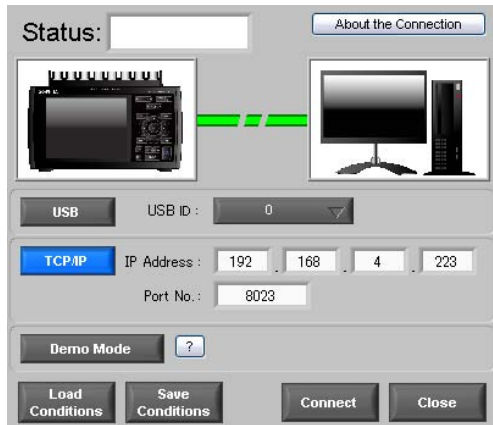 Status:
About the Connection
USB
USB ID :
0
TCP/IP
IP Address :
192 . 168 . 4 . 223
Port No. :
8023
Demo Mode
?
Load
Conditions
Save
Conditions
Connect
Close